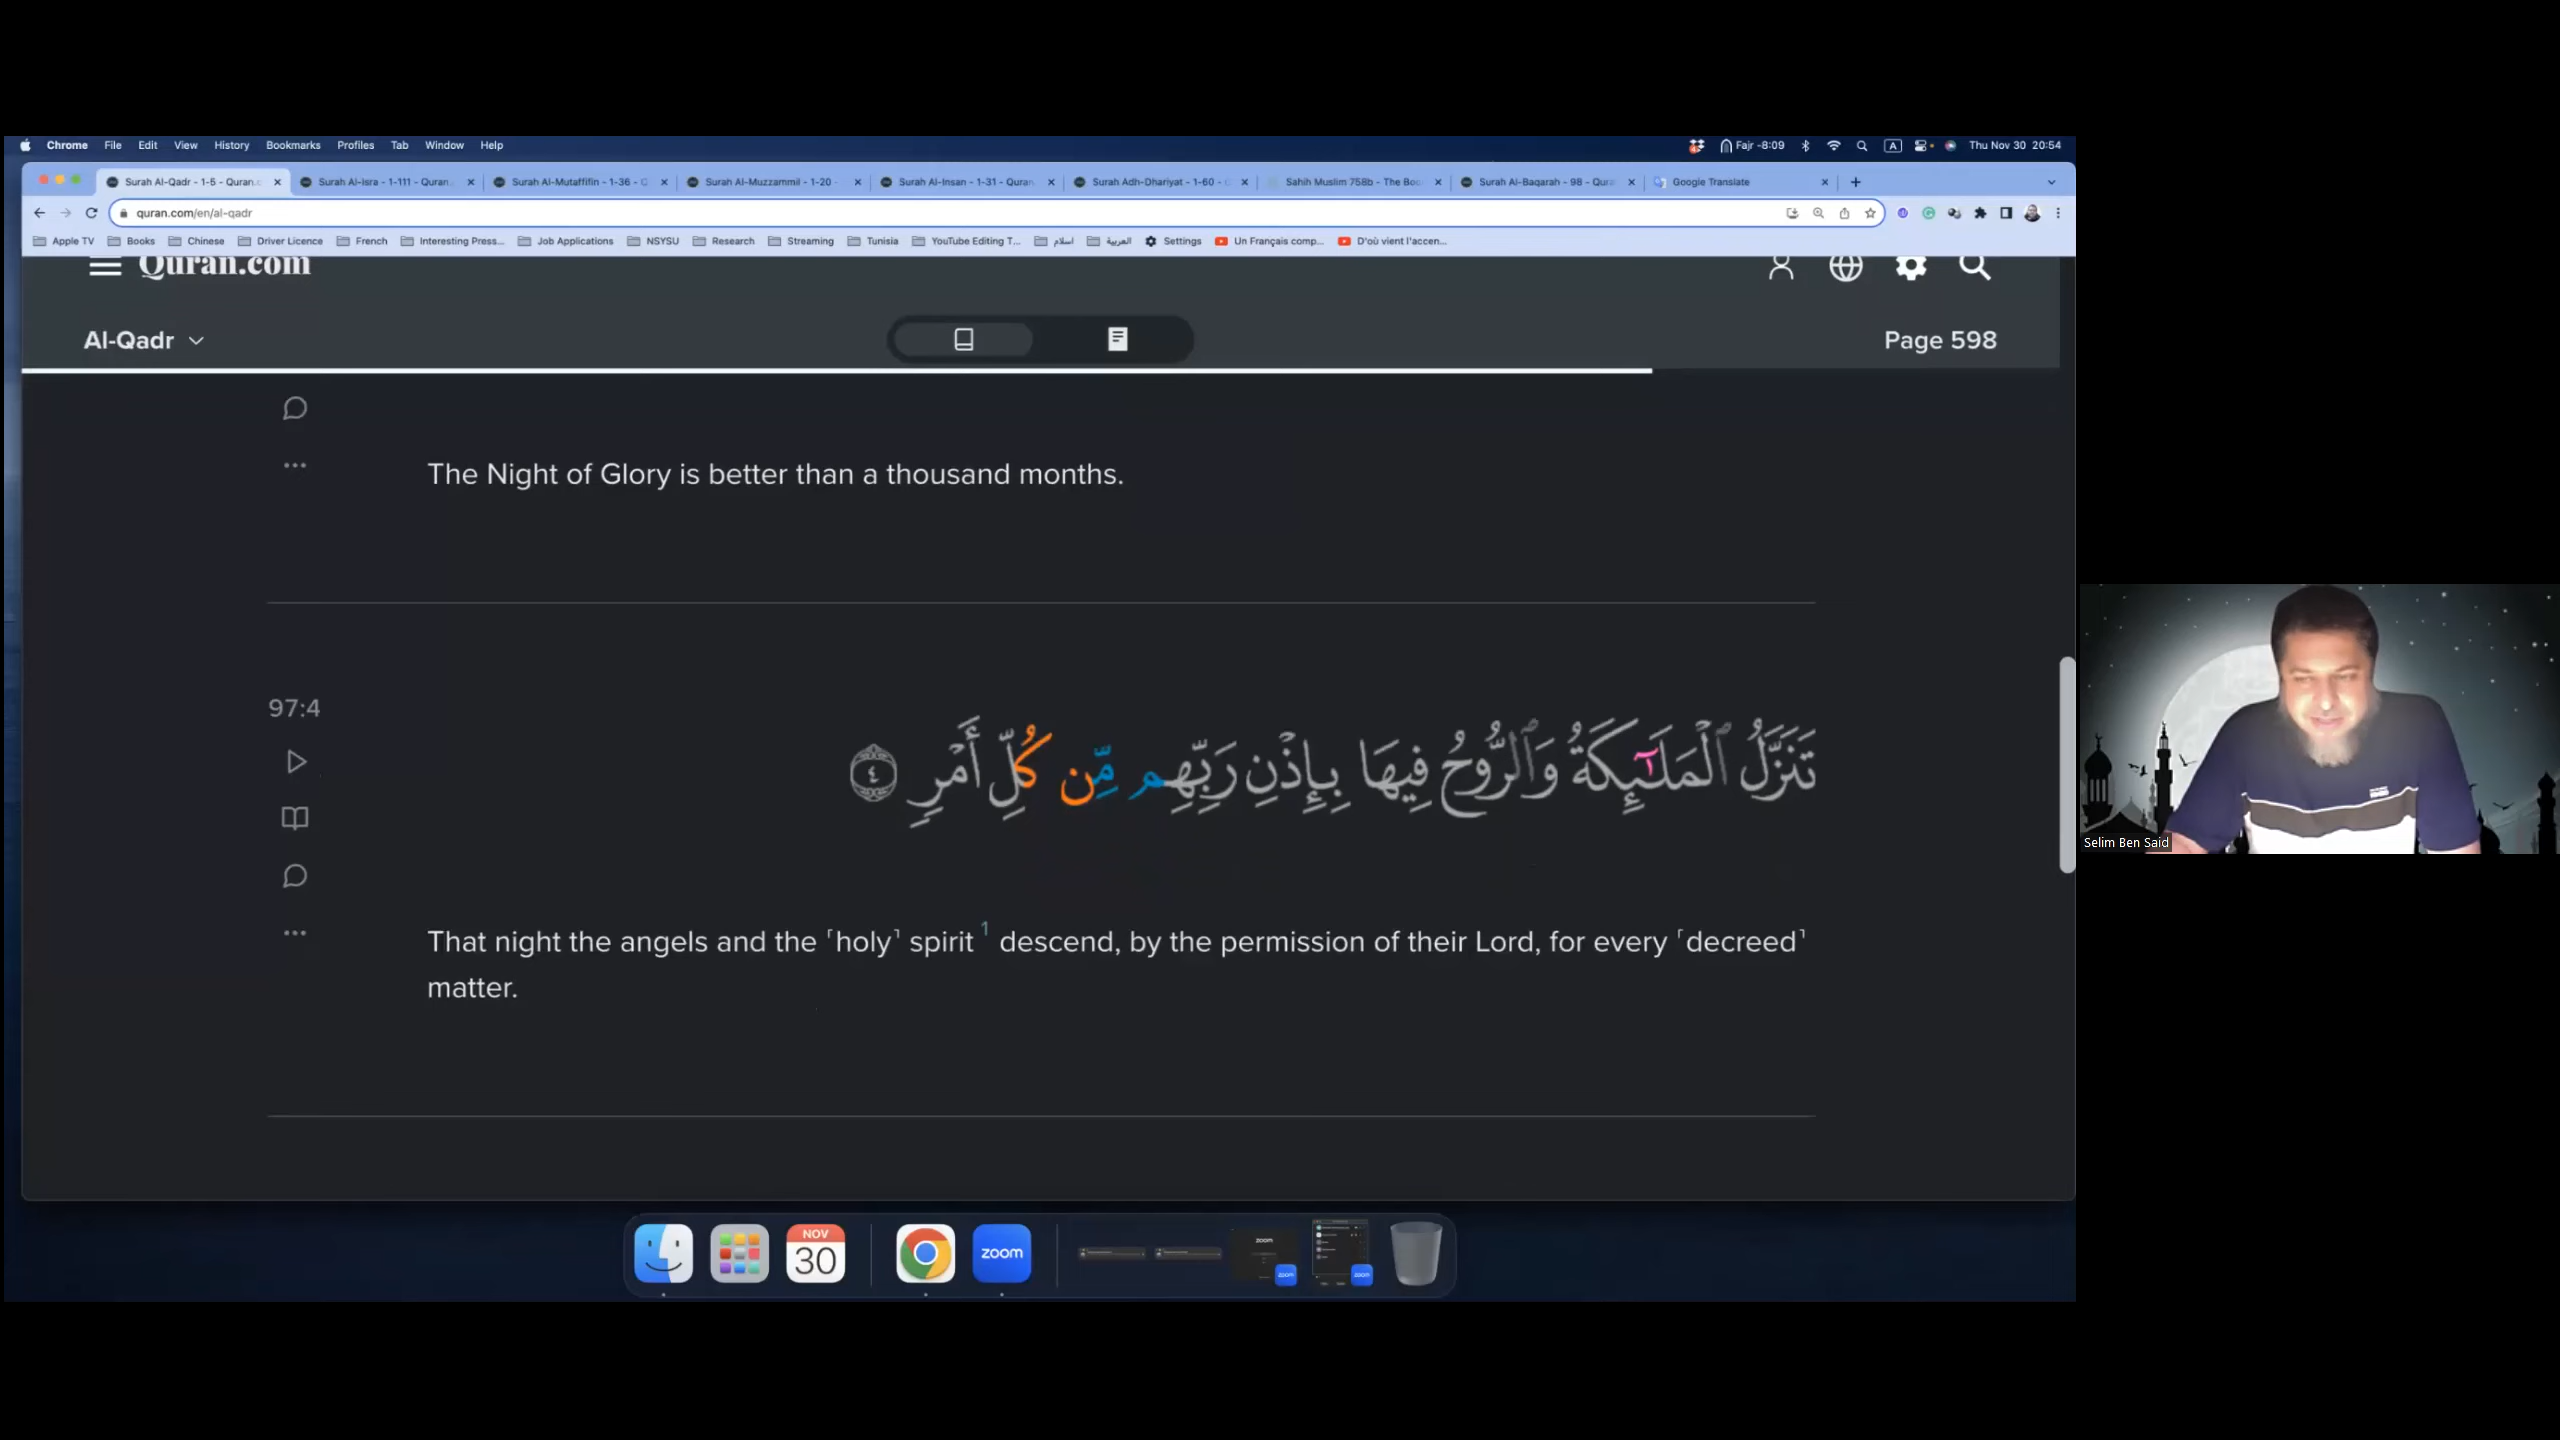 Chrome File Edit View History Bookmarks Profiles Tab Window Help
Fajr -8:09 A Thu Nov 30 20:54
Surah Al-Qadr - 1-5 - Quran.c Surah Al-Isra - 1-111 - Quran. Surah Al-Mutaffifin - 1-36 - Surah Al-Muzzammil - 1-20 - Surah Al-Insan - 1-31 - Quran. Surah Adh-Dhariyat - 1-60 - Sahih Muslim 758b - The Boo Surah Al-Baqarah - 98 - Qura Google Translate
quran.com/en/al-qadr
Apple TV Books Chinese Driver Licence French Interesting Press... Job Applications NSYSU Research Streaming Tunisia YouTube Editing T... اسلام العربية Settings Un Français comp... D'où vient l'accen...
Quran.com
Al-Qadr Page 598
The Night of Glory is better than a thousand months.
97:4
تَنَزَّلُ ٱلْمَلَـٰٓئِكَةُ وَٱلرُّوحُ فِيهَا بِإِذْنِ رَبِّهِم مِّن كُلِّ أَمْرٍ ٤
That night the angels and the ˹holy˺ spirit 1 descend, by the permission of their Lord, for every ˹decreed˺
matter.
Selim Ben Said
NOV
30
zoom
zoom
zoom
zoom